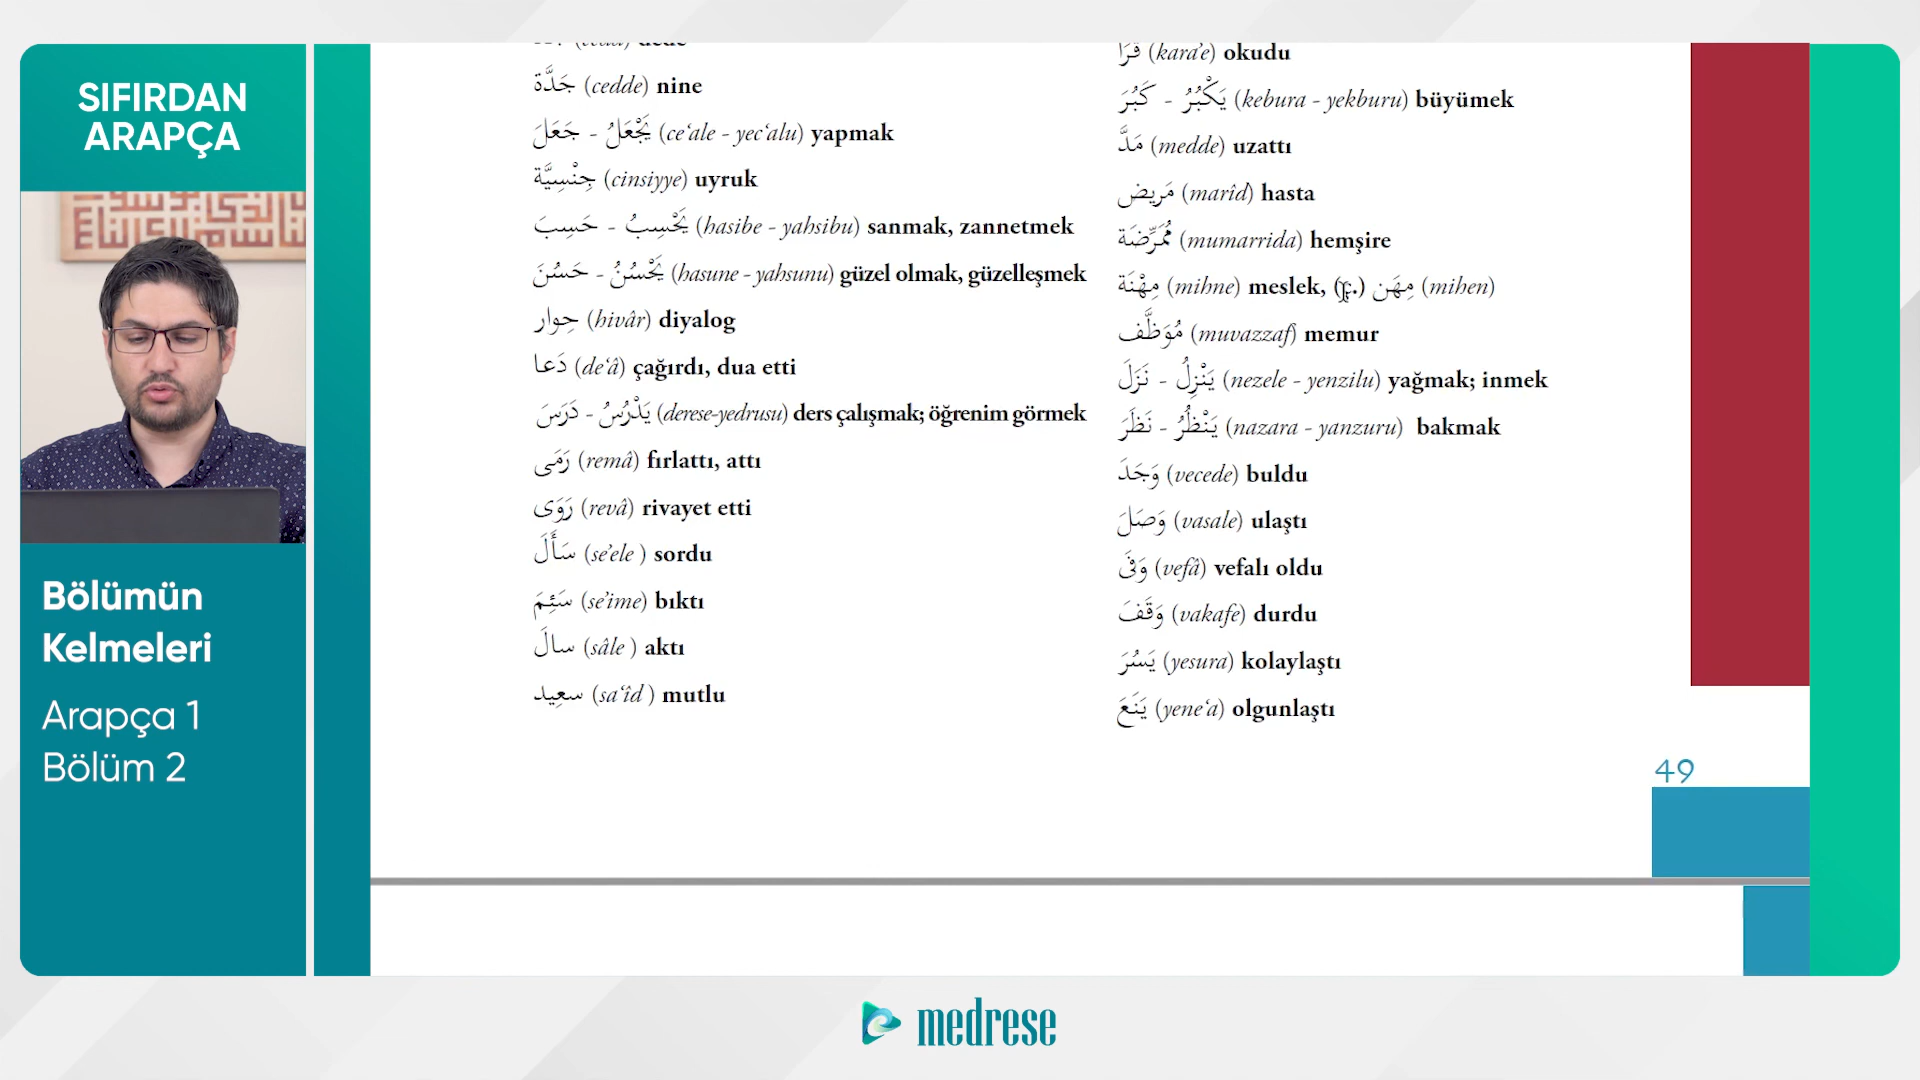 SIFIRDAN
ARAPÇA
Bölümün
Kelmeleri
Arapça 1
Bölüm 2
dede
جَدَّة (cedde) nine
جَعَلَ - يَجْعَلُ (ce‘ale - yec‘alu) yapmak
جِنْسِيَّة (cinsiyye) uyruk
حَسِبَ - يَحْسِبُ (hasibe - yahsibu) sanmak, zannetmek
حَسُنَ - يَحْسُنُ (hasune - yahsunu) güzel olmak, güzelleşmek
حِوار (hivâr) diyalog
دَعا (de‘â) çağırdı, dua etti
دَرَسَ - يَدْرُسُ (derese-yedrusu) ders çalışmak; öğrenim görmek
رَمَى (remâ) fırlattı, attı
رَوَى (revâ) rivayet etti
سَأَلَ (se’ele ) sordu
سَئِمَ (se’ime) bıktı
سالَ (sâle ) aktı
سعِيد (sa‘îd ) mutlu
قَرَأَ (kara’e) okudu
كَبُرَ - يَكْبُرُ (kebura - yekburu) büyümek
مَدَّ (medde) uzattı
مَرِيض (marîd) hasta
مُمَرِّضَة (mumarrida) hemşire
مِهْنَة (mihne) meslek, (ç.) مِهَن (mihen)
مُوَظَّف (muvazzaf) memur
نَزَلَ - يَنْزِلُ (nezele - yenzilu) yağmak; inmek
نَظَرَ - يَنْظُرُ (nazara - yanzuru) bakmak
وَجَدَ (vecede) buldu
وَصَلَ (vasale) ulaştı
وَفَى (vefâ) vefalı oldu
وَقَفَ (vakafe) durdu
يَسُرَ (yesura) kolaylaştı
يَنَعَ (yene‘a) olgunlaştı
49
medrese